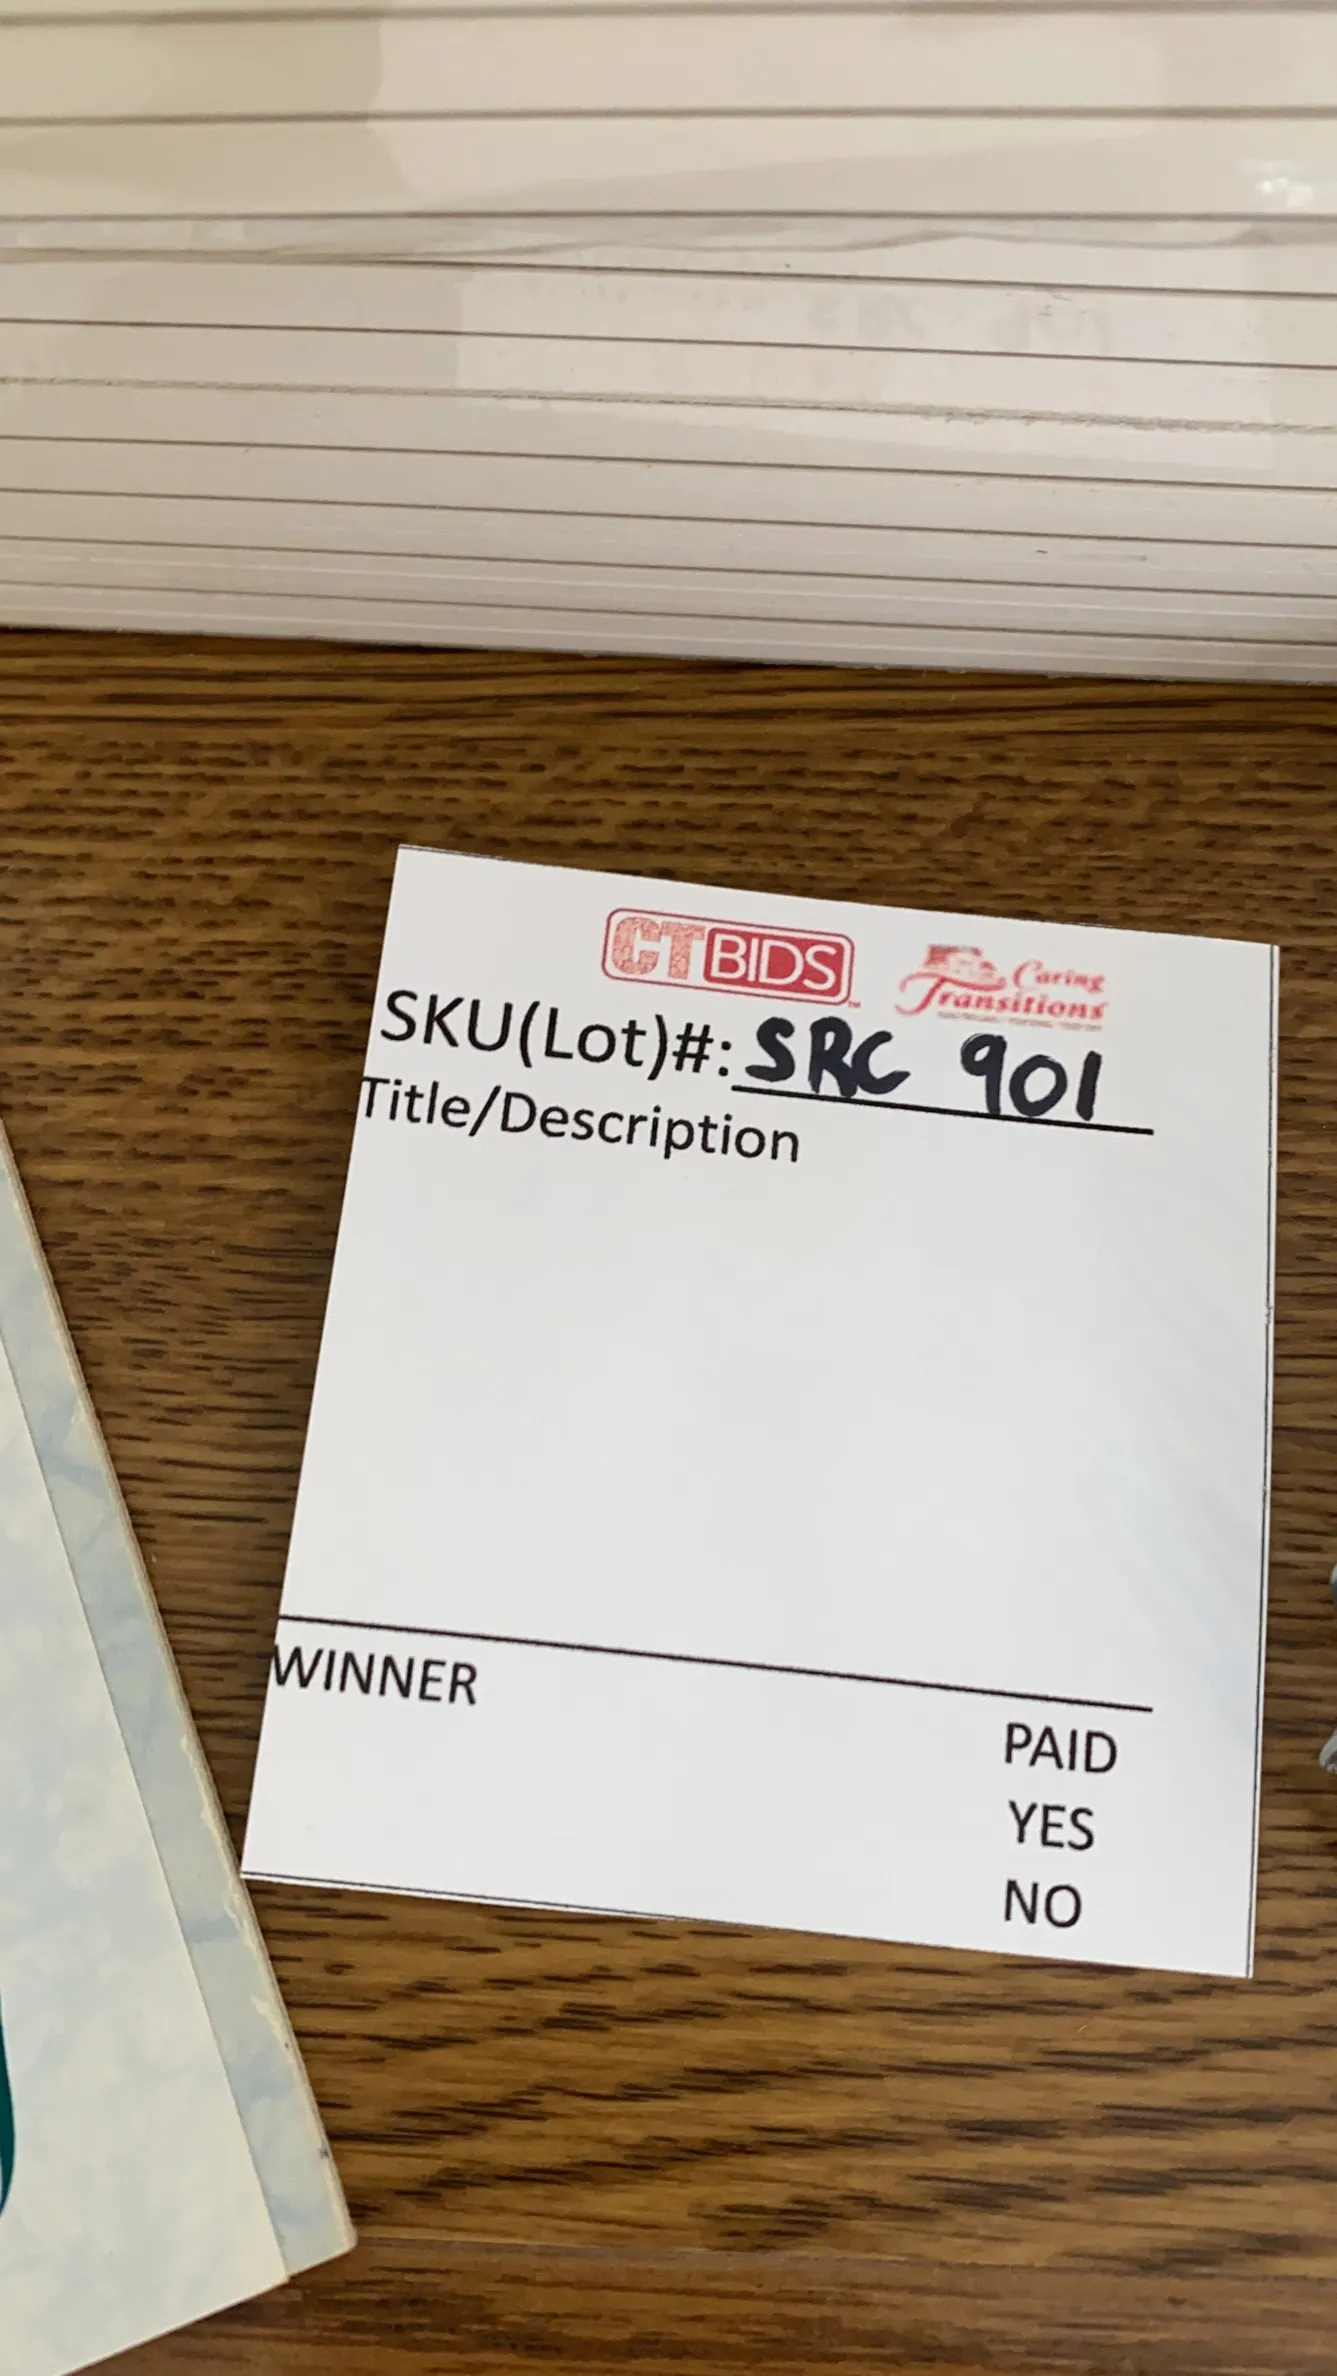 CTBIDS Caring
Transitions
SKU(Lot)#: SRC 901
Title/Description
WINNER
PAID
YES
NO